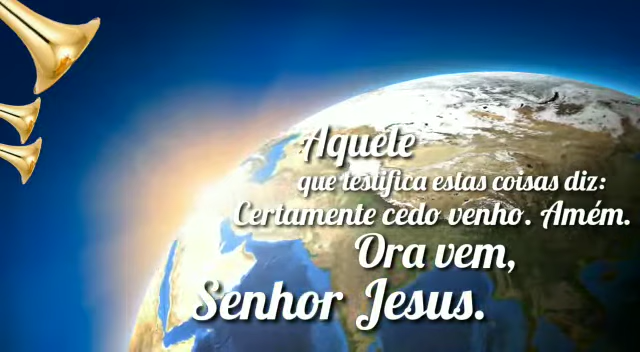 Aquele
que testifica estas coisas diz:
Certamente cedo venho. Amém.
Ora vem,
Senhor Jesus.